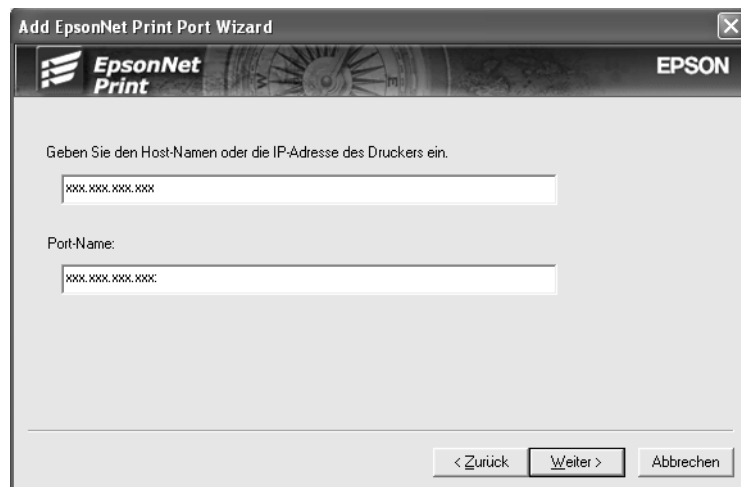 Add EpsonNet Print Port Wizard
EpsonNet
Print
EPSON
Geben Sie den Host-Namen oder die IP-Adresse des Druckers ein.
xxx.xxx.xxx.xxx
Port-Name:
xxx.xxx.xxx.xxx:
< Zurück
Weiter >
Abbrechen